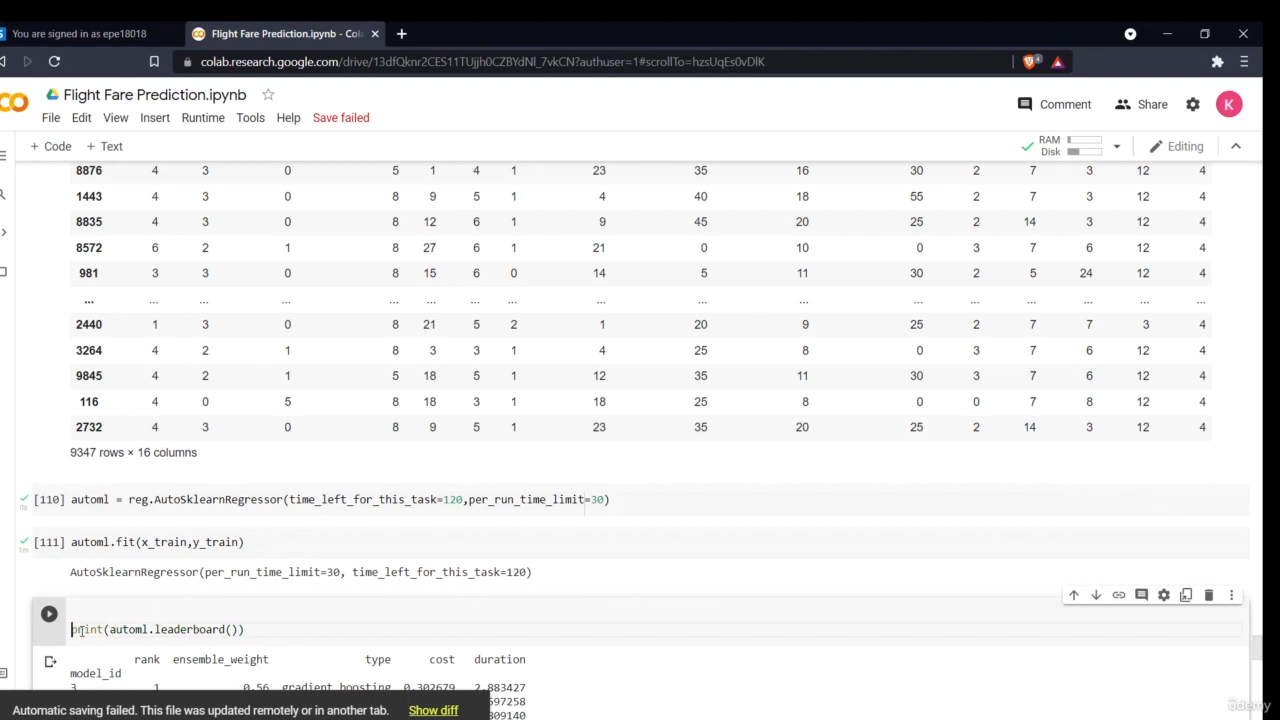 You are signed in as epe18018
Flight Fare Prediction.ipynb - Cola
colab.research.google.com/drive/13dfQknr2CES11TUjjh0CZBYdNl_7vkCN?authuser=1#scrollTo=hzsUqEs0vDlK
4
Flight Fare Prediction.ipynb
Comment
Share
K
File Edit View Insert Runtime Tools Help Save failed
+ Code + Text
RAM
Disk
Editing
8876 4 3 0 5 1 4 1 23 35 16 30 2 7 3 12 4
1443 4 3 0 8 9 5 1 4 40 18 55 2 7 3 12 4
8835 4 3 0 8 12 6 1 9 45 20 25 2 14 3 12 4
8572 6 2 1 8 27 6 1 21 0 10 0 3 7 6 12 4
981 3 3 0 8 15 6 0 14 5 11 30 2 5 24 12 4
... ... ... ... ... ... ... ... ... ... ... ... ... ... ... ... ...
2440 1 3 0 8 21 5 2 1 20 9 25 2 7 7 3 4
3264 4 2 1 8 3 3 1 4 25 8 0 3 7 6 12 4
9845 4 2 1 5 18 5 1 12 35 11 30 3 7 6 12 4
116 4 0 5 8 18 3 1 18 25 8 0 0 7 8 12 4
2732 4 3 0 8 9 5 1 23 35 20 25 2 14 3 12 4
9347 rows × 16 columns
[110] automl = reg.AutoSklearnRegressor(time_left_for_this_task=120,per_run_time_limit=30)
0s
[111] automl.fit(x_train,y_train)
1m
AutoSklearnRegressor(per_run_time_limit=30, time_left_for_this_task=120)
print(automl.leaderboard())
rank ensemble_weight type cost duration
model_id
3 1 0.56 gradient_boosting 0.302679 2.883427
597258
809140
Automatic saving failed. This file was updated remotely or in another tab. Show diff
ûdemy